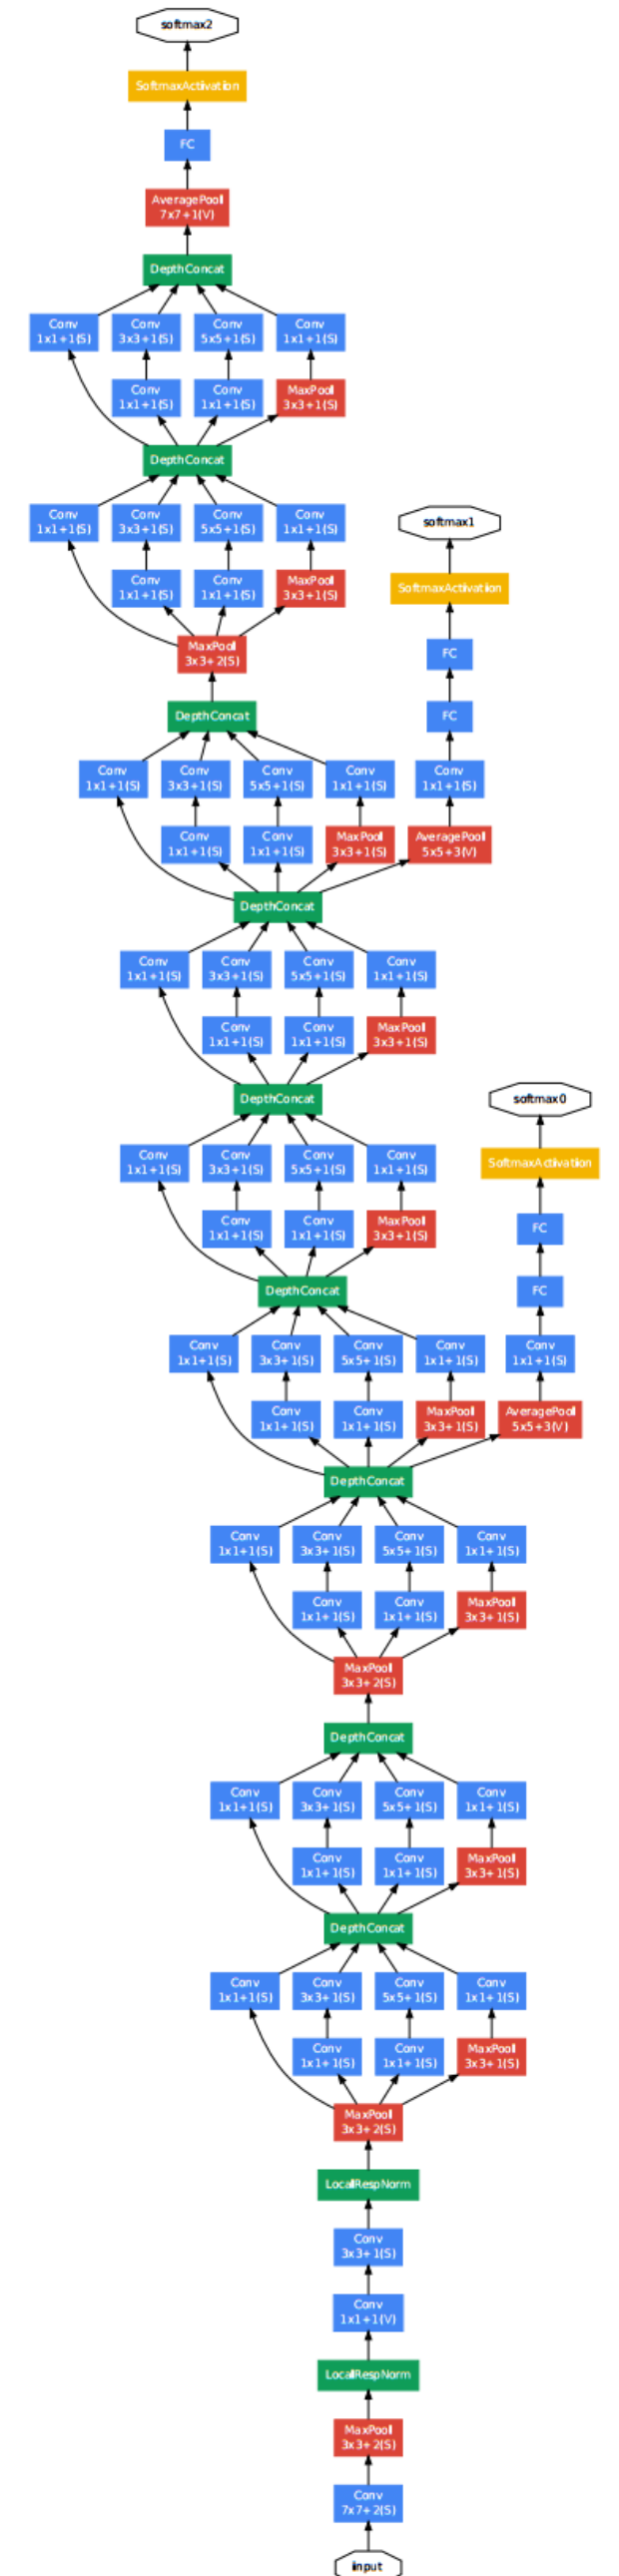 softmax2
SoftmaxActivation
FC
AveragePool
7x7+1(V)
DepthConcat
Conv
1x1+1(S)
Conv
3x3+1(S)
Conv
5x5+1(S)
Conv
1x1+1(S)
Conv
1x1+1(S)
Conv
1x1+1(S)
MaxPool
3x3+1(S)
DepthConcat
Conv
1x1+1(S)
Conv
3x3+1(S)
Conv
5x5+1(S)
Conv
1x1+1(S)
softmax1
Conv
1x1+1(S)
Conv
1x1+1(S)
MaxPool
3x3+1(S)
SoftmaxActivation
MaxPool
3x3+2(S)
FC
DepthConcat
FC
Conv
1x1+1(S)
Conv
3x3+1(S)
Conv
5x5+1(S)
Conv
1x1+1(S)
Conv
1x1+1(S)
Conv
1x1+1(S)
Conv
1x1+1(S)
MaxPool
3x3+1(S)
AveragePool
5x5+3(V)
DepthConcat
Conv
1x1+1(S)
Conv
3x3+1(S)
Conv
5x5+1(S)
Conv
1x1+1(S)
Conv
1x1+1(S)
Conv
1x1+1(S)
MaxPool
3x3+1(S)
DepthConcat
softmax0
Conv
1x1+1(S)
Conv
3x3+1(S)
Conv
5x5+1(S)
Conv
1x1+1(S)
SoftmaxActivation
Conv
1x1+1(S)
Conv
1x1+1(S)
MaxPool
3x3+1(S)
FC
DepthConcat
FC
Conv
1x1+1(S)
Conv
3x3+1(S)
Conv
5x5+1(S)
Conv
1x1+1(S)
Conv
1x1+1(S)
Conv
1x1+1(S)
Conv
1x1+1(S)
MaxPool
3x3+1(S)
AveragePool
5x5+3(V)
DepthConcat
Conv
1x1+1(S)
Conv
3x3+1(S)
Conv
5x5+1(S)
Conv
1x1+1(S)
Conv
1x1+1(S)
Conv
1x1+1(S)
MaxPool
3x3+1(S)
MaxPool
3x3+2(S)
DepthConcat
Conv
1x1+1(S)
Conv
3x3+1(S)
Conv
5x5+1(S)
Conv
1x1+1(S)
Conv
1x1+1(S)
Conv
1x1+1(S)
MaxPool
3x3+1(S)
DepthConcat
Conv
1x1+1(S)
Conv
3x3+1(S)
Conv
5x5+1(S)
Conv
1x1+1(S)
Conv
1x1+1(S)
Conv
1x1+1(S)
MaxPool
3x3+1(S)
MaxPool
3x3+2(S)
LocalRespNorm
Conv
3x3+1(S)
Conv
1x1+1(V)
LocalRespNorm
MaxPool
3x3+2(S)
Conv
7x7+2(S)
input